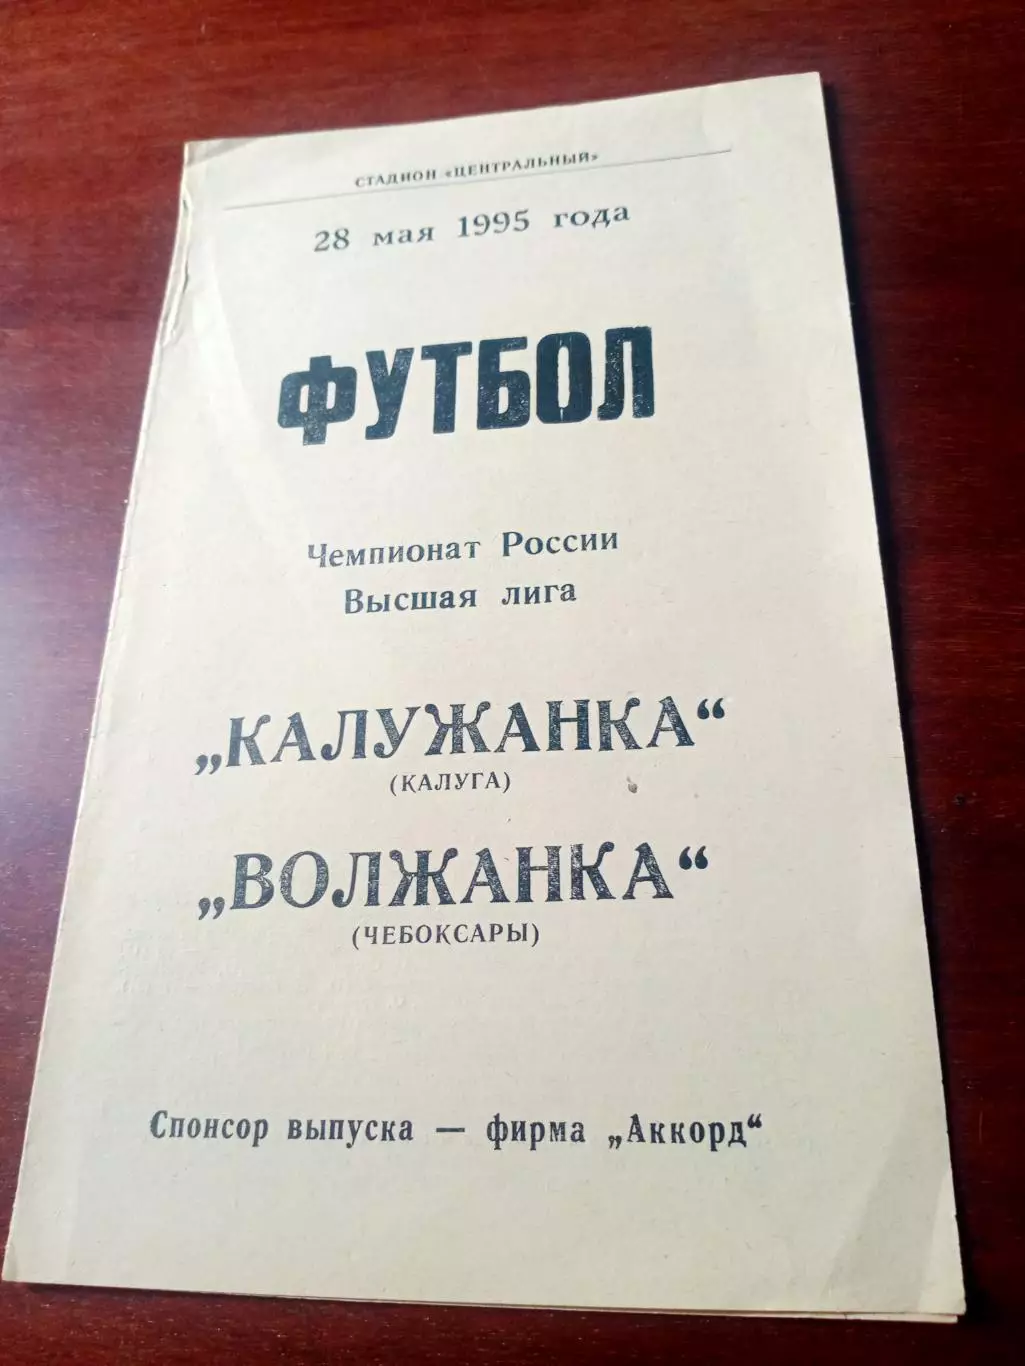 СТАДИОН «ЦЕНТРАЛЬНЫЙ»
28 мая 1995 года
ФУТБОЛ
Чемпионат России
Высшая лига
„КАЛУЖАНКА“
(КАЛУГА)
„ВОЛЖАНКА“
(ЧЕБОКСАРЫ)
Спонсор выпуска — фирма „Аккорд“